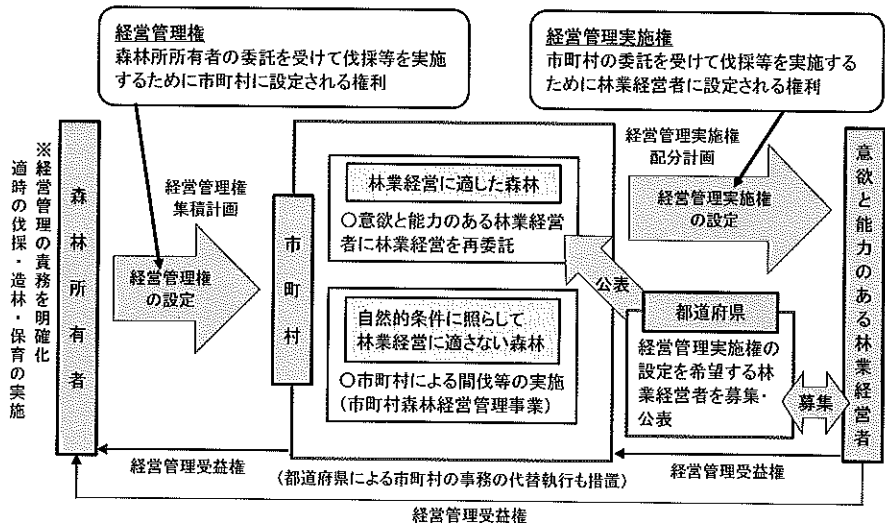 経営管理権
森林所所有者の委託を受けて伐採等を実施
するために市町村に設定される権利
経営管理実施権
市町村の委託を受けて伐採等を実施する
ために林業経営者に設定される権利
※経営管理の責務を明確化
適時の伐採・造林・保育の実施
森林所有者
経営管理権
集積計画
経営管理権
の設定
市町村
林業経営に適した森林
○意欲と能力のある林業経営
者に林業経営を再委託
自然的条件に照らして
林業経営に適さない森林
○市町村による間伐等の実施
(市町村森林経営管理事業)
経営管理実施権
配分計画
経営管理実施権
の設定
公表
都道府県
経営管理実施権の
設定を希望する林
業経営者を募集・
公表
募集
意欲と能力のある林業経営者
経営管理受益権
(都道府県による市町村の事務の代替執行も措置)
経営管理受益権
経営管理受益権